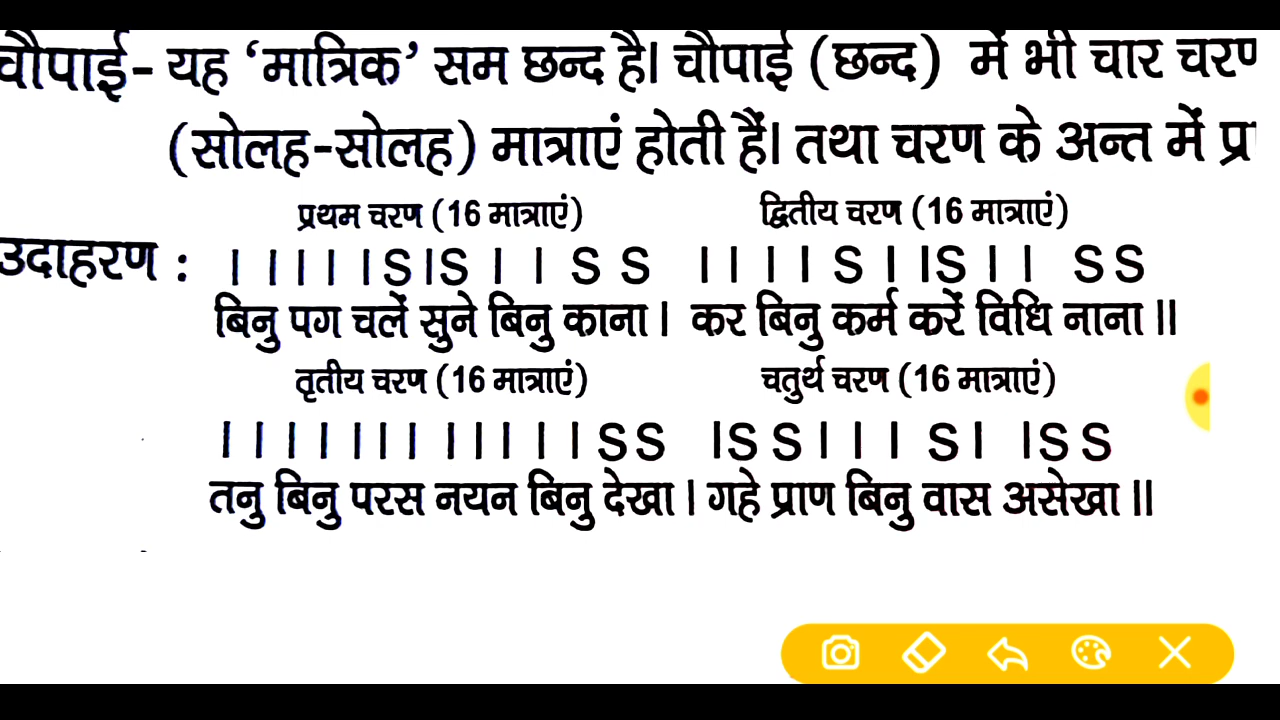 चौपाई- यह ‘मात्रिक’ सम छन्द है। चौपाई (छन्द) में भी चार चरण
(सोलह-सोलह) मात्राएं होती हैं। तथा चरण के अन्त में
प्रथम चरण (16 मात्राएं) द्वितीय चरण (16 मात्राएं)
उदाहरण : I I I I I I S I S I I S S I I I I S I I S I I S S
बिनु पग चलें सुने बिनु काना। कर बिनु कर्म करें विधि नाना॥
तृतीय चरण (16 मात्राएं) चतुर्थ चरण (16 मात्राएं)
I I I I I I I I I I I I S S I S S I I I S I I S S
तनु बिनु परस नयन बिनु देखा। गहे प्राण बिनु वास असेखा॥